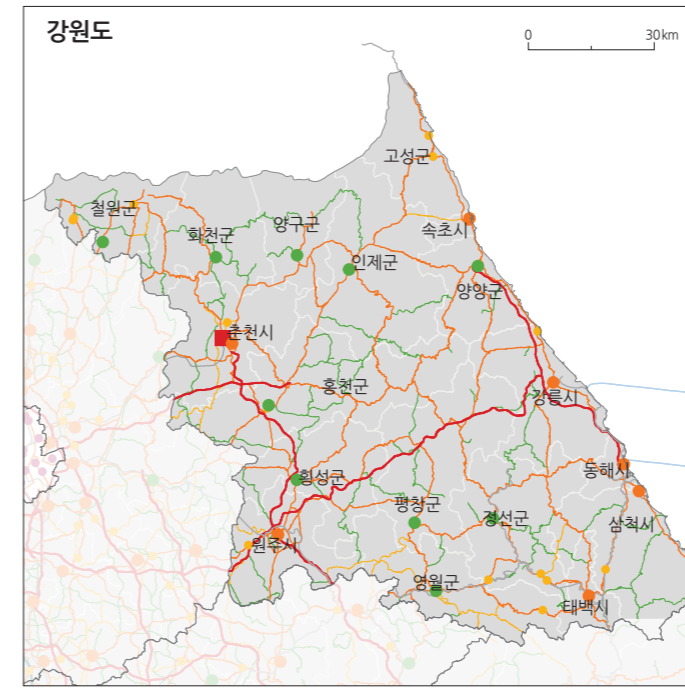 강원도
0 30km
고성군
철원군
속초시
양구군
화천군
인제군
양양군
춘천시
홍천군
강릉시
동해시
횡성군
평창군
정선군
삼척시
원주시
영월군
태백시